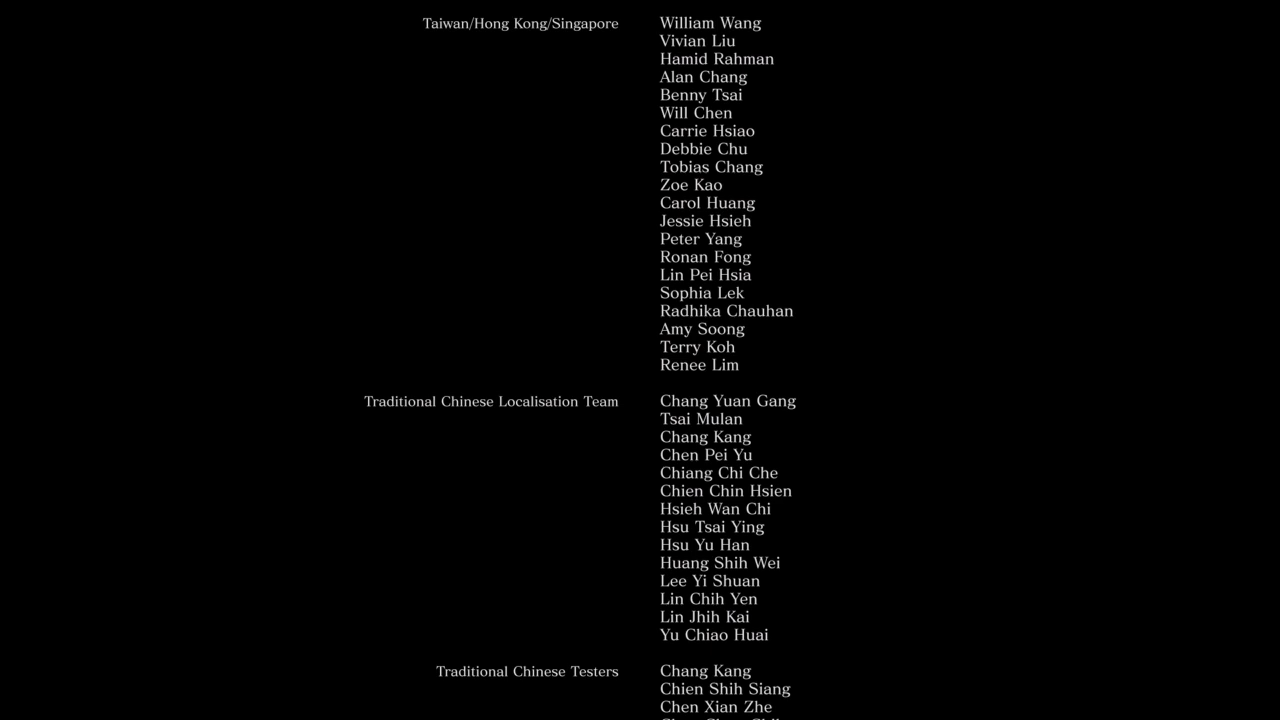 Taiwan/Hong Kong/Singapore William Wang
Vivian Liu
Hamid Rahman
Alan Chang
Benny Tsai
Will Chen
Carrie Hsiao
Debbie Chu
Tobias Chang
Zoe Kao
Carol Huang
Jessie Hsieh
Peter Yang
Ronan Fong
Lin Pei Hsia
Sophia Lek
Radhika Chauhan
Amy Soong
Terry Koh
Renee Lim
Traditional Chinese Localisation Team Chang Yuan Gang
Tsai Mulan
Chang Kang
Chen Pei Yu
Chiang Chi Che
Chien Chin Hsien
Hsieh Wan Chi
Hsu Tsai Ying
Hsu Yu Han
Huang Shih Wei
Lee Yi Shuan
Lin Chih Yen
Lin Jhih Kai
Yu Chiao Huai
Traditional Chinese Testers Chang Kang
Chien Shih Siang
Chen Xian Zhe